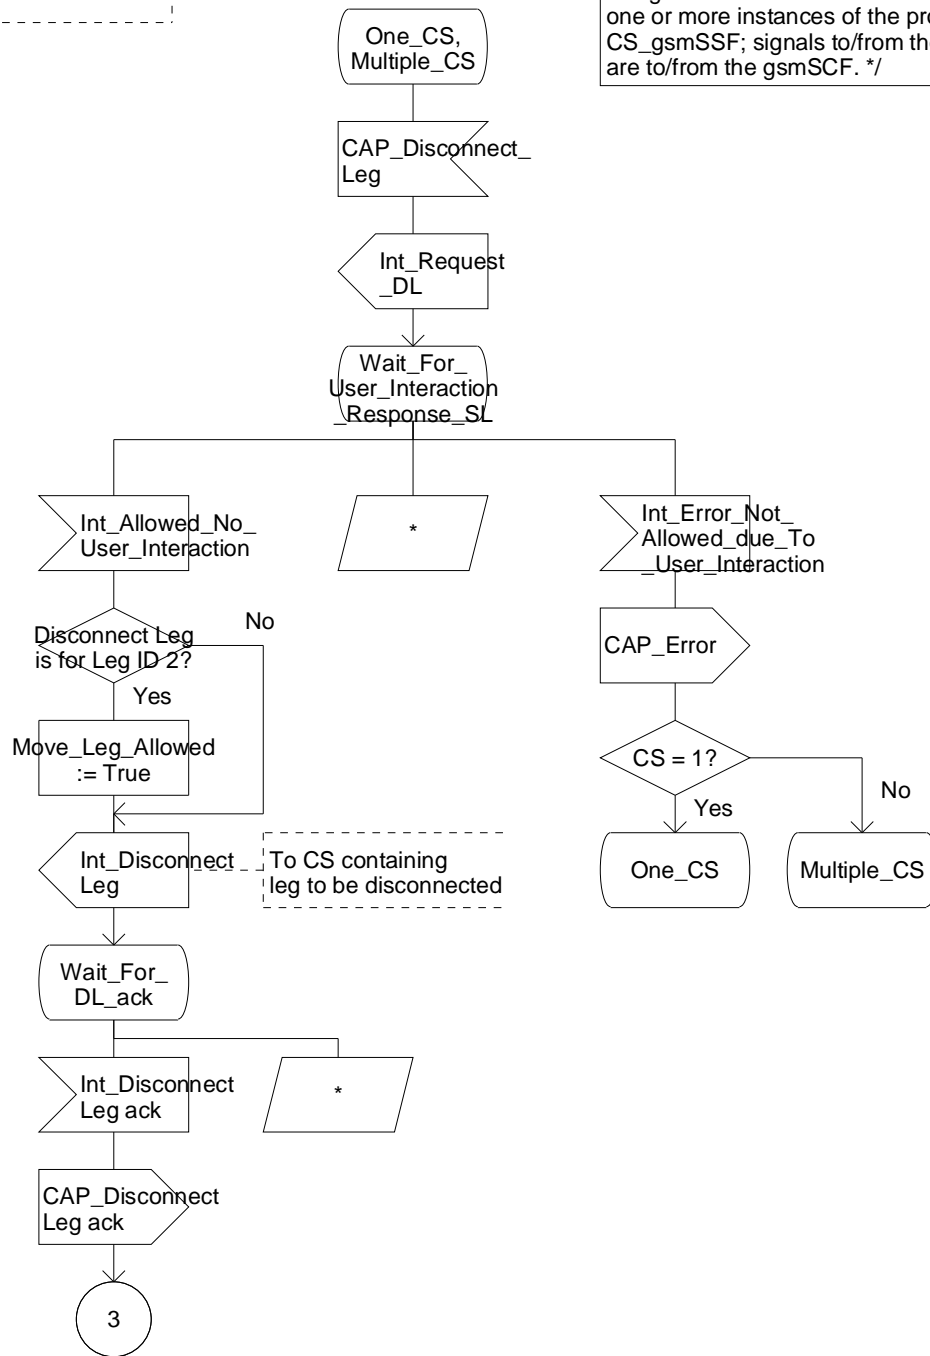 one or more instances of the
CS_gsmSSF; signals to/from
are to/from the gsmSCF. */
One_CS,
Multiple_CS
CAP_Disconnect_
Leg
Int_Request
_DL
Wait_For_
User_Interaction
_Response_SL
Int_Allowed_No_
User_Interaction
*
Int_Error_Not_
Allowed_due_To
_User_Interaction
Disconnect Leg
is for Leg ID 2?
No
Yes
CAP_Error
Move_Leg_Allowed
:= True
CS = 1?
No
Yes
Int_Disconnect
Leg
To CS containing
leg to be disconnected
One_CS
Multiple_CS
Wait_For_
DL_ack
Int_Disconnect
Leg ack
*
CAP_Disconnect
Leg ack
3